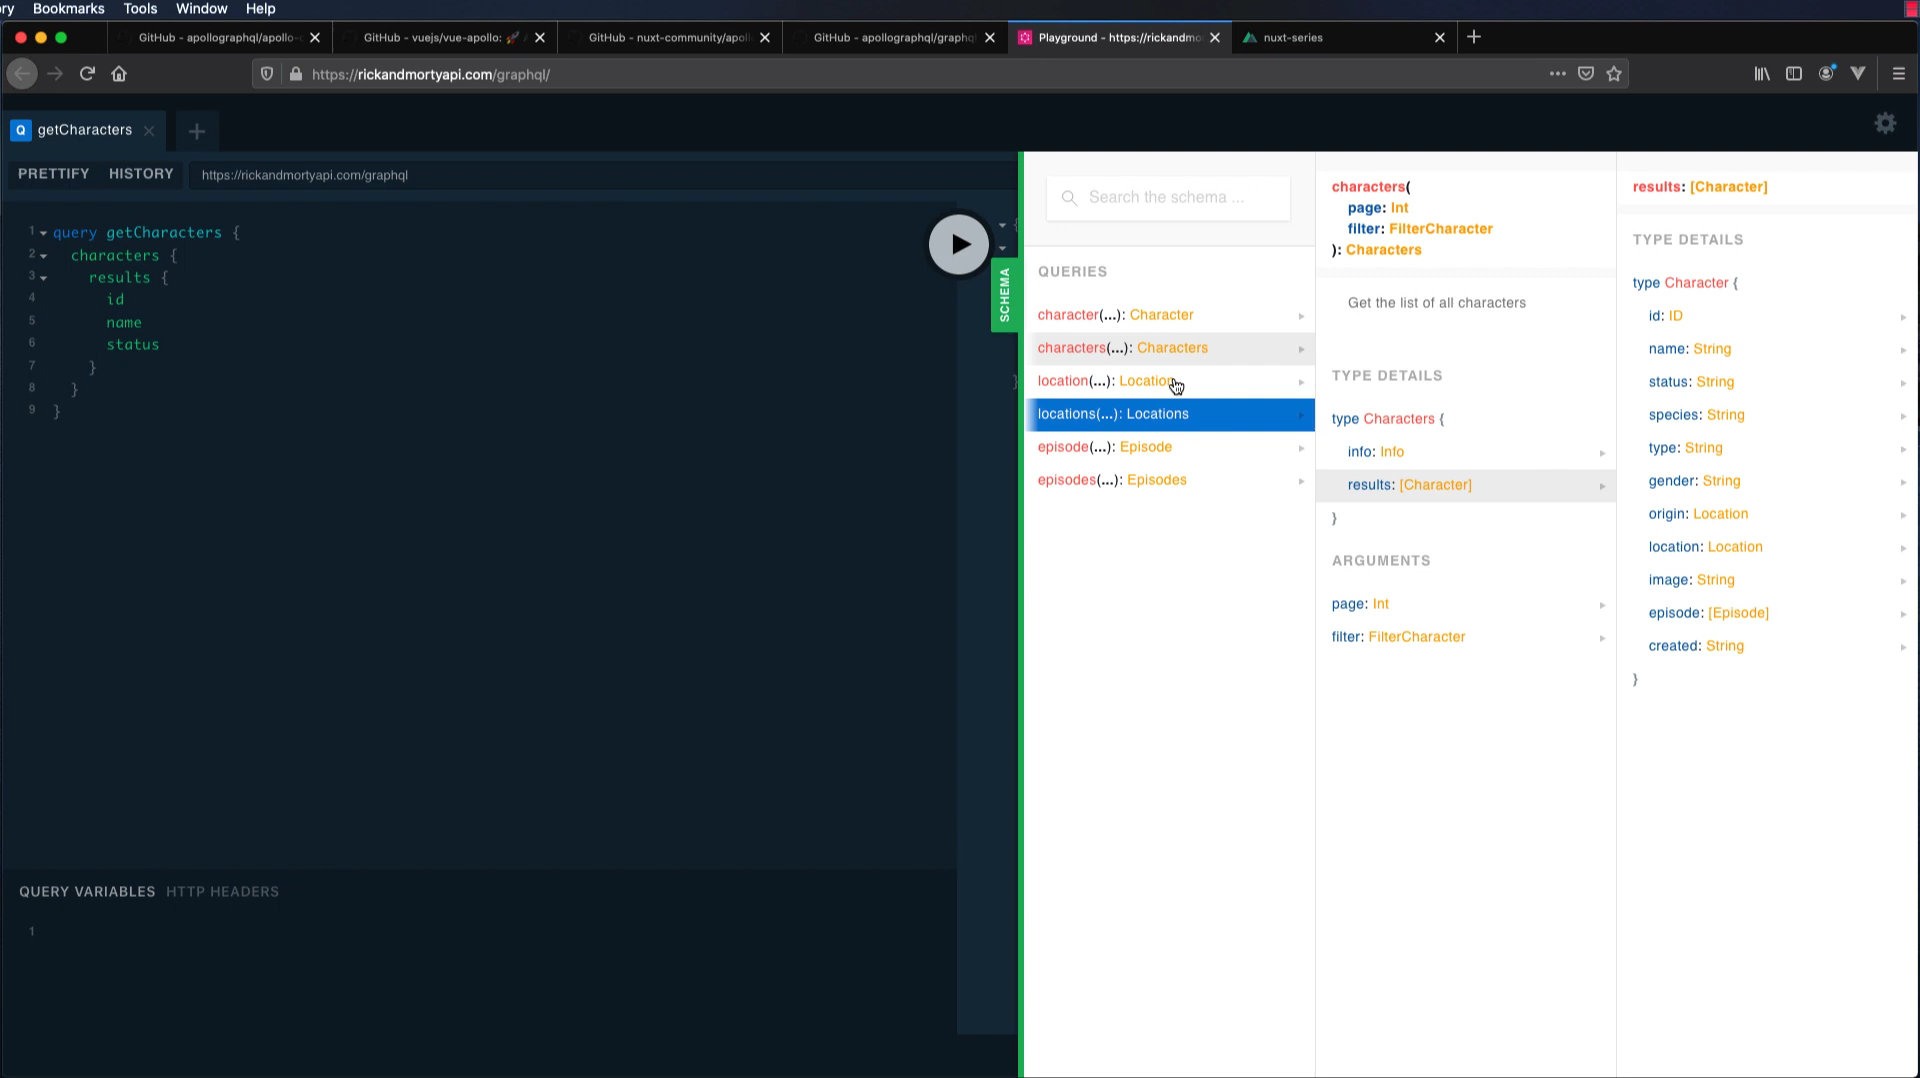 ry Bookmarks Tools Window Help
GitHub - apollographql/apollo- GitHub - vuejs/vue-apollo: 🚀 / GitHub - nuxt-community/apol GitHub - apollographql/graphq Playground - https://rickandmo nuxt-series
https://rickandmortyapi.com/graphql/
Q getCharacters
PRETTIFY HISTORY https://rickandmortyapi.com/graphql
1 query getCharacters {
2 characters {
3 results {
4 id
5 name
6 status
7 }
8 }
9 }
QUERY VARIABLES HTTP HEADERS
1
{
}
SCHEMA
Search the schema ...
QUERIES
character(...): Character
characters(...): Characters
location(...): Location
locations(...): Locations
episode(...): Episode
episodes(...): Episodes
characters(
page: Int
filter: FilterCharacter
): Characters
Get the list of all characters
TYPE DETAILS
type Characters {
info: Info
results: [Character]
}
ARGUMENTS
page: Int
filter: FilterCharacter
results: [Character]
TYPE DETAILS
type Character {
id: ID
name: String
status: String
species: String
type: String
gender: String
origin: Location
location: Location
image: String
episode: [Episode]
created: String
}